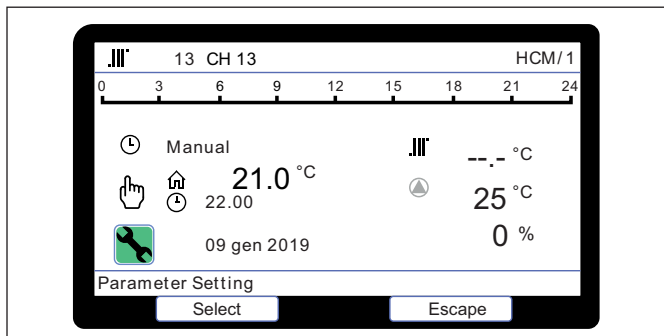 13 CH 13 HCM/1
0 3 6 9 12 15 18 21 24
Manual
--.- °C
21.0 °C
22.00
25 °C
09 gen 2019
0 %
Parameter Setting
Select Escape